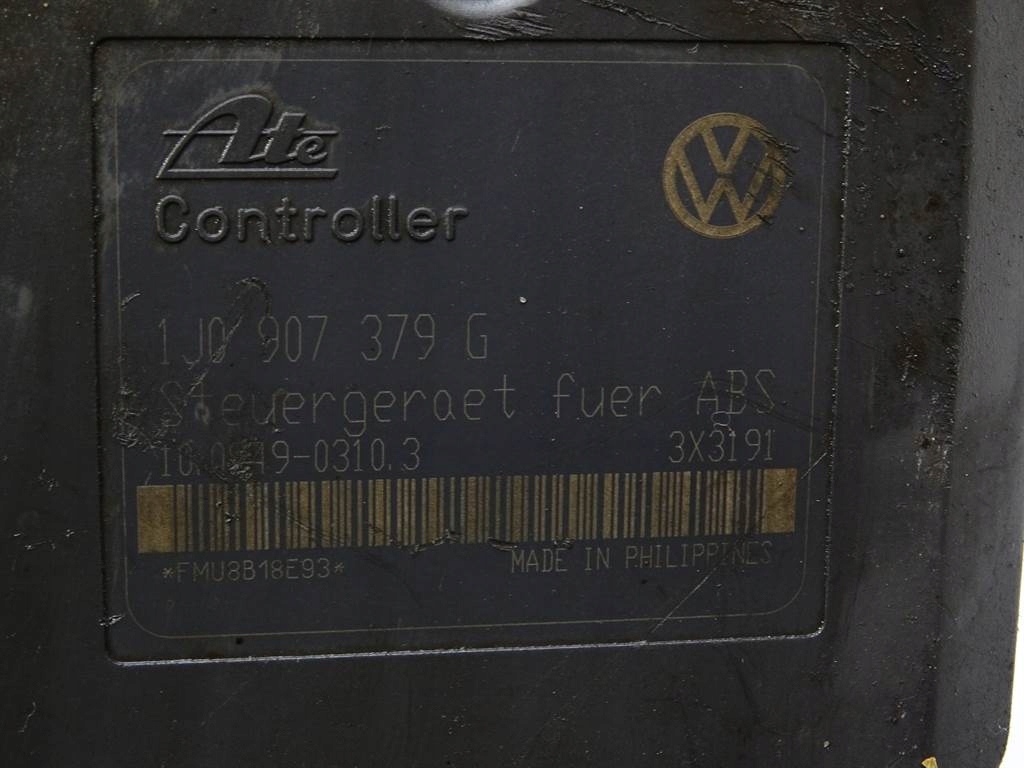 Ate
Controller
1J0 907 379 G
Steuergeraet fuer ABS
3X3191
*FMU8B18E93*
MADE IN PHILIPPINES